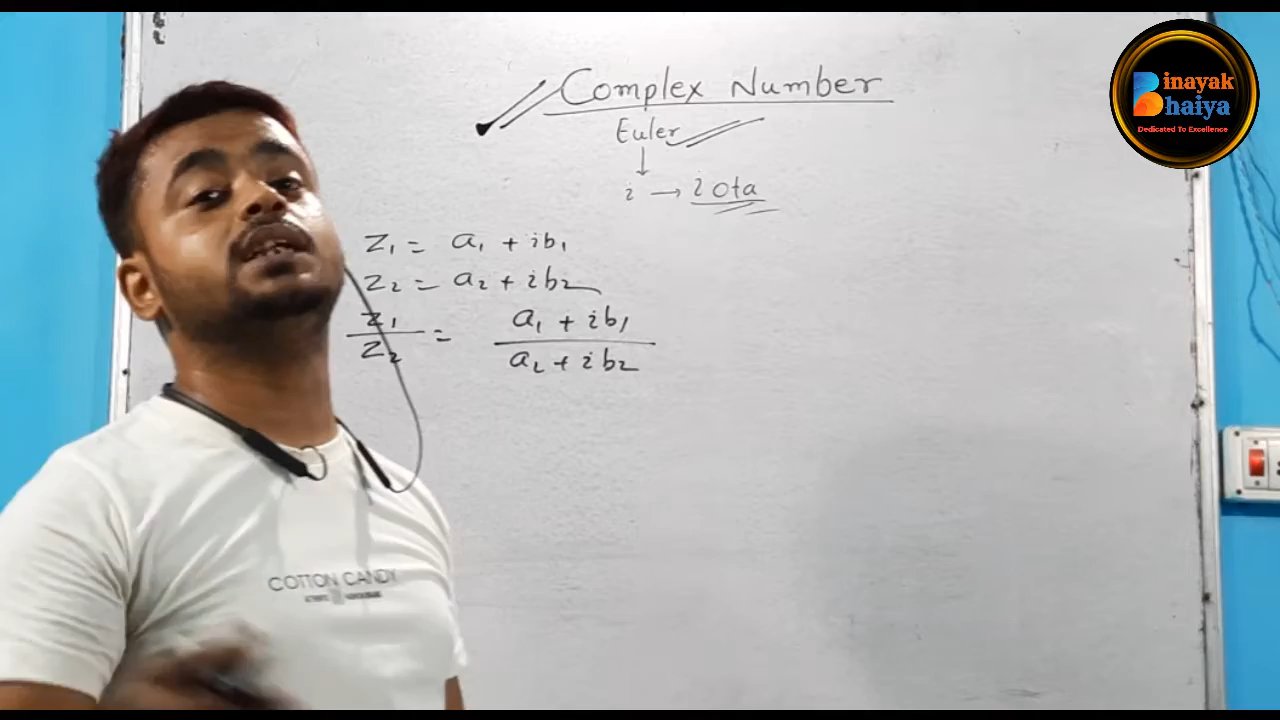 Complex Number
Euler
↓
i → iota
Z₁ = a₁ + ib₁
Z₂ = a₂ + ib₂
Z₁/Z₂ = (a₁ + ib₁)/(a₂ + ib₂)
Binayak
Bhaiya
Dedicated To Excellence
COTTON CANDY